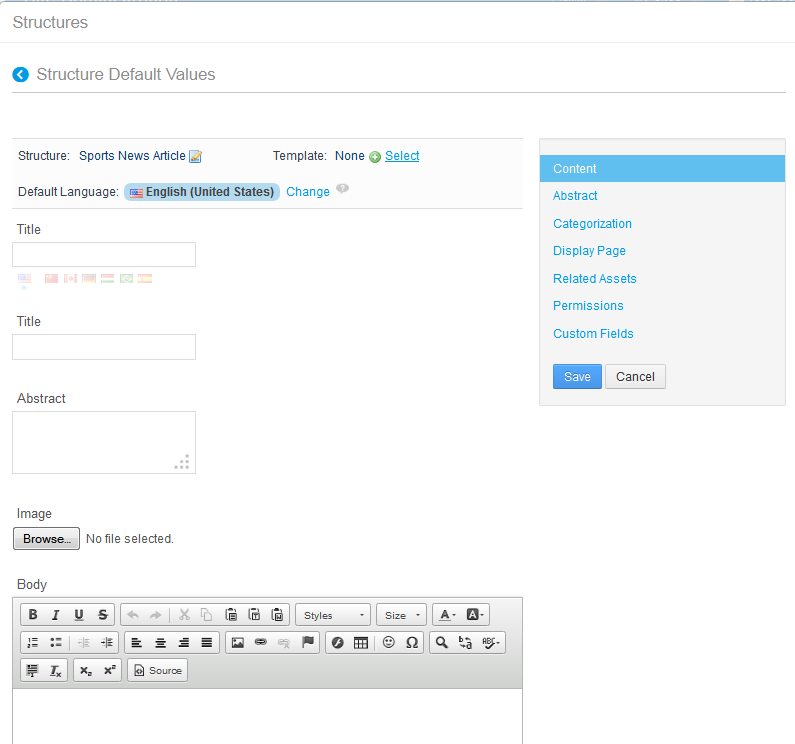 Structures
Structure Default Values
Structure: Sports News Article Template: None Select
Default Language: English (United States) Change
Title
Title
Abstract
Image
Browse... No file selected.
Body
B I U S Styles Size A A
ABC
Source
Content
Abstract
Categorization
Display Page
Related Assets
Permissions
Custom Fields
Save Cancel